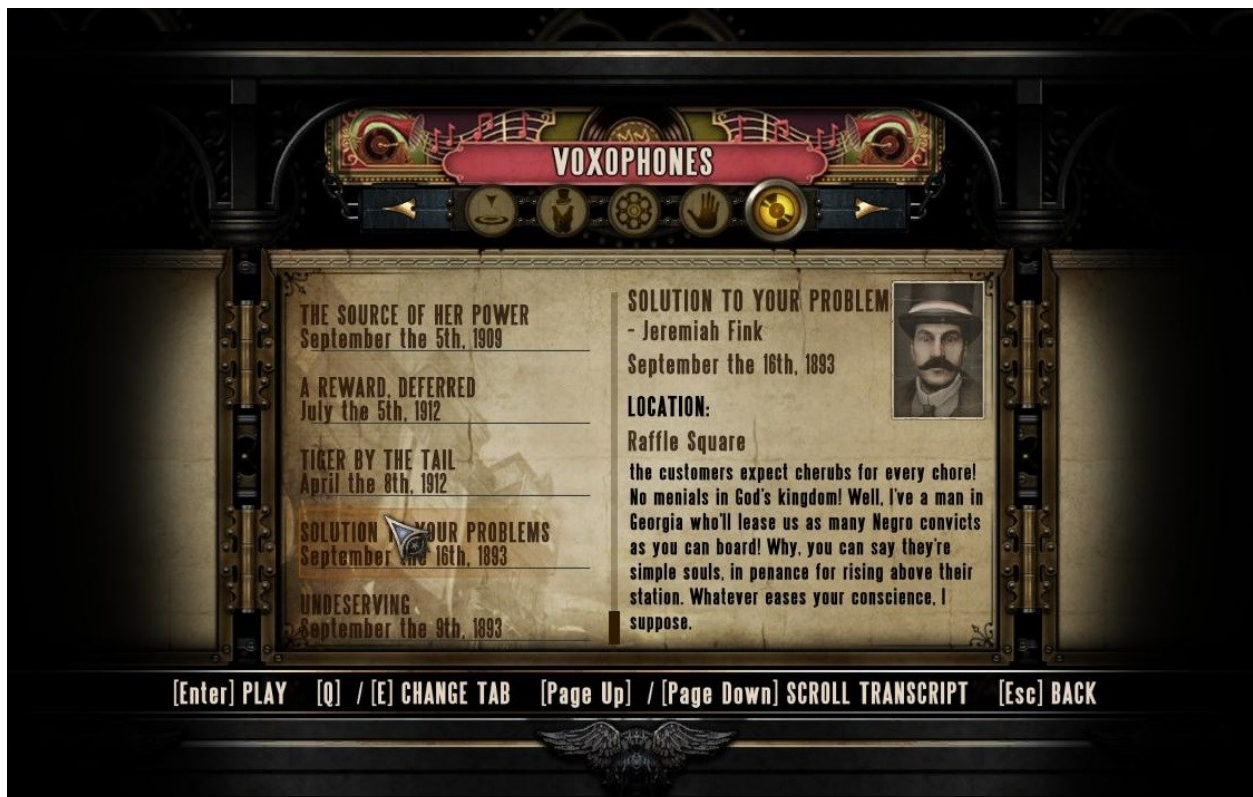 VOXOPHONES
THE SOURCE OF HER POWER
September the 5th, 1909
A REWARD, DEFERRED
July the 5th, 1912
TIGER BY THE TAIL
April the 8th, 1912
SOLUTION YOUR PROBLEMS
September the 16th, 1893
UNDESERVING
September the 9th, 1893
SOLUTION TO YOUR PROBLEM
- Jeremiah Fink
September the 16th, 1893
LOCATION:
Raffle Square
the customers expect cherubs for every chore!
No menials in God's kingdom! Well, I've a man in
Georgia who'll lease us as many Negro convicts
as you can board! Why, you can say they're
simple souls, in penance for rising above their
station. Whatever eases your conscience, I
suppose.
[Enter] PLAY [Q] / [E] CHANGE TAB [Page Up] / [Page Down] SCROLL TRANSCRIPT [Esc] BACK